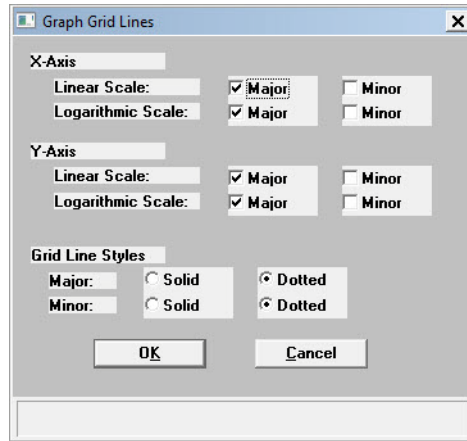 Graph Grid Lines
X-Axis
Linear Scale: Major Minor
Logarithmic Scale: Major Minor
Y-Axis
Linear Scale: Major Minor
Logarithmic Scale: Major Minor
Grid Line Styles
Major: Solid Dotted
Minor: Solid Dotted
OK Cancel